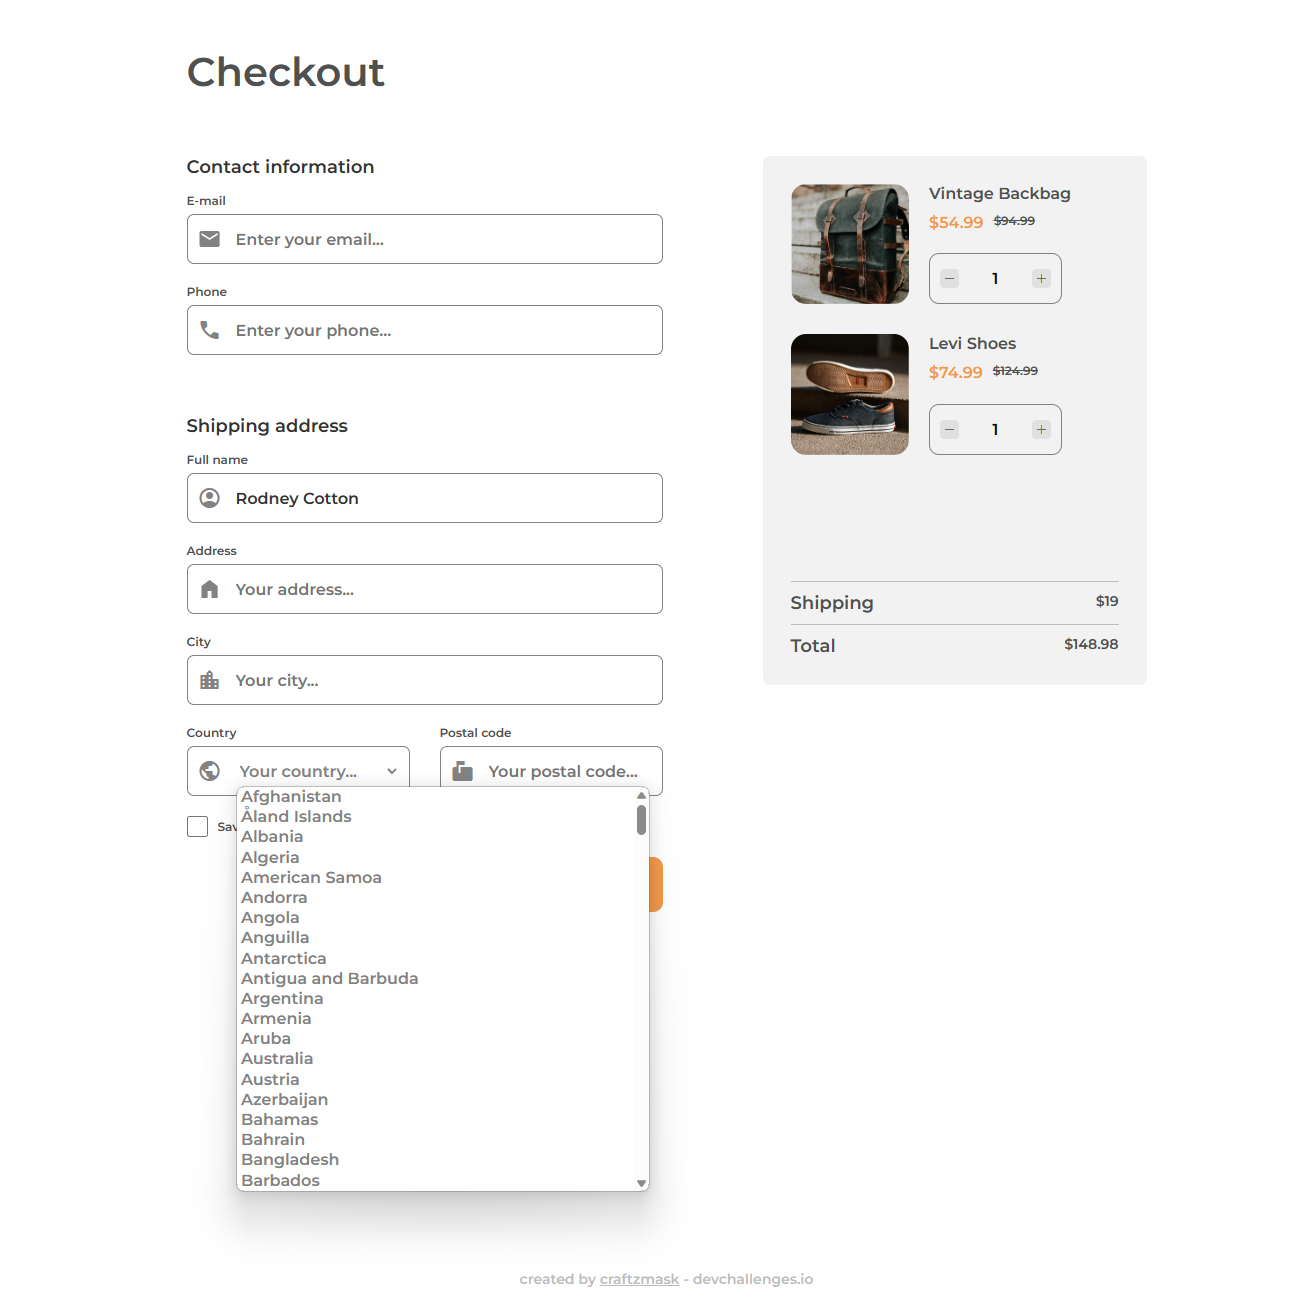 Checkout
Contact information
E-mail
Enter your email...
Phone
Enter your phone...
Shipping address
Full name
Rodney Cotton
Address
Your address...
City
Your city...
Country
Your country...
Postal code
Your postal code...
Afghanistan
Åland Islands
Albania
Algeria
American Samoa
Andorra
Angola
Anguilla
Antarctica
Antigua and Barbuda
Argentina
Armenia
Aruba
Australia
Austria
Azerbaijan
Bahamas
Bahrain
Bangladesh
Barbados
Vintage Backbag
$54.99 $94.99
1
Levi Shoes
$74.99 $124.99
1
Shipping $19
Total $148.98
created by craftzmask - devchallenges.io